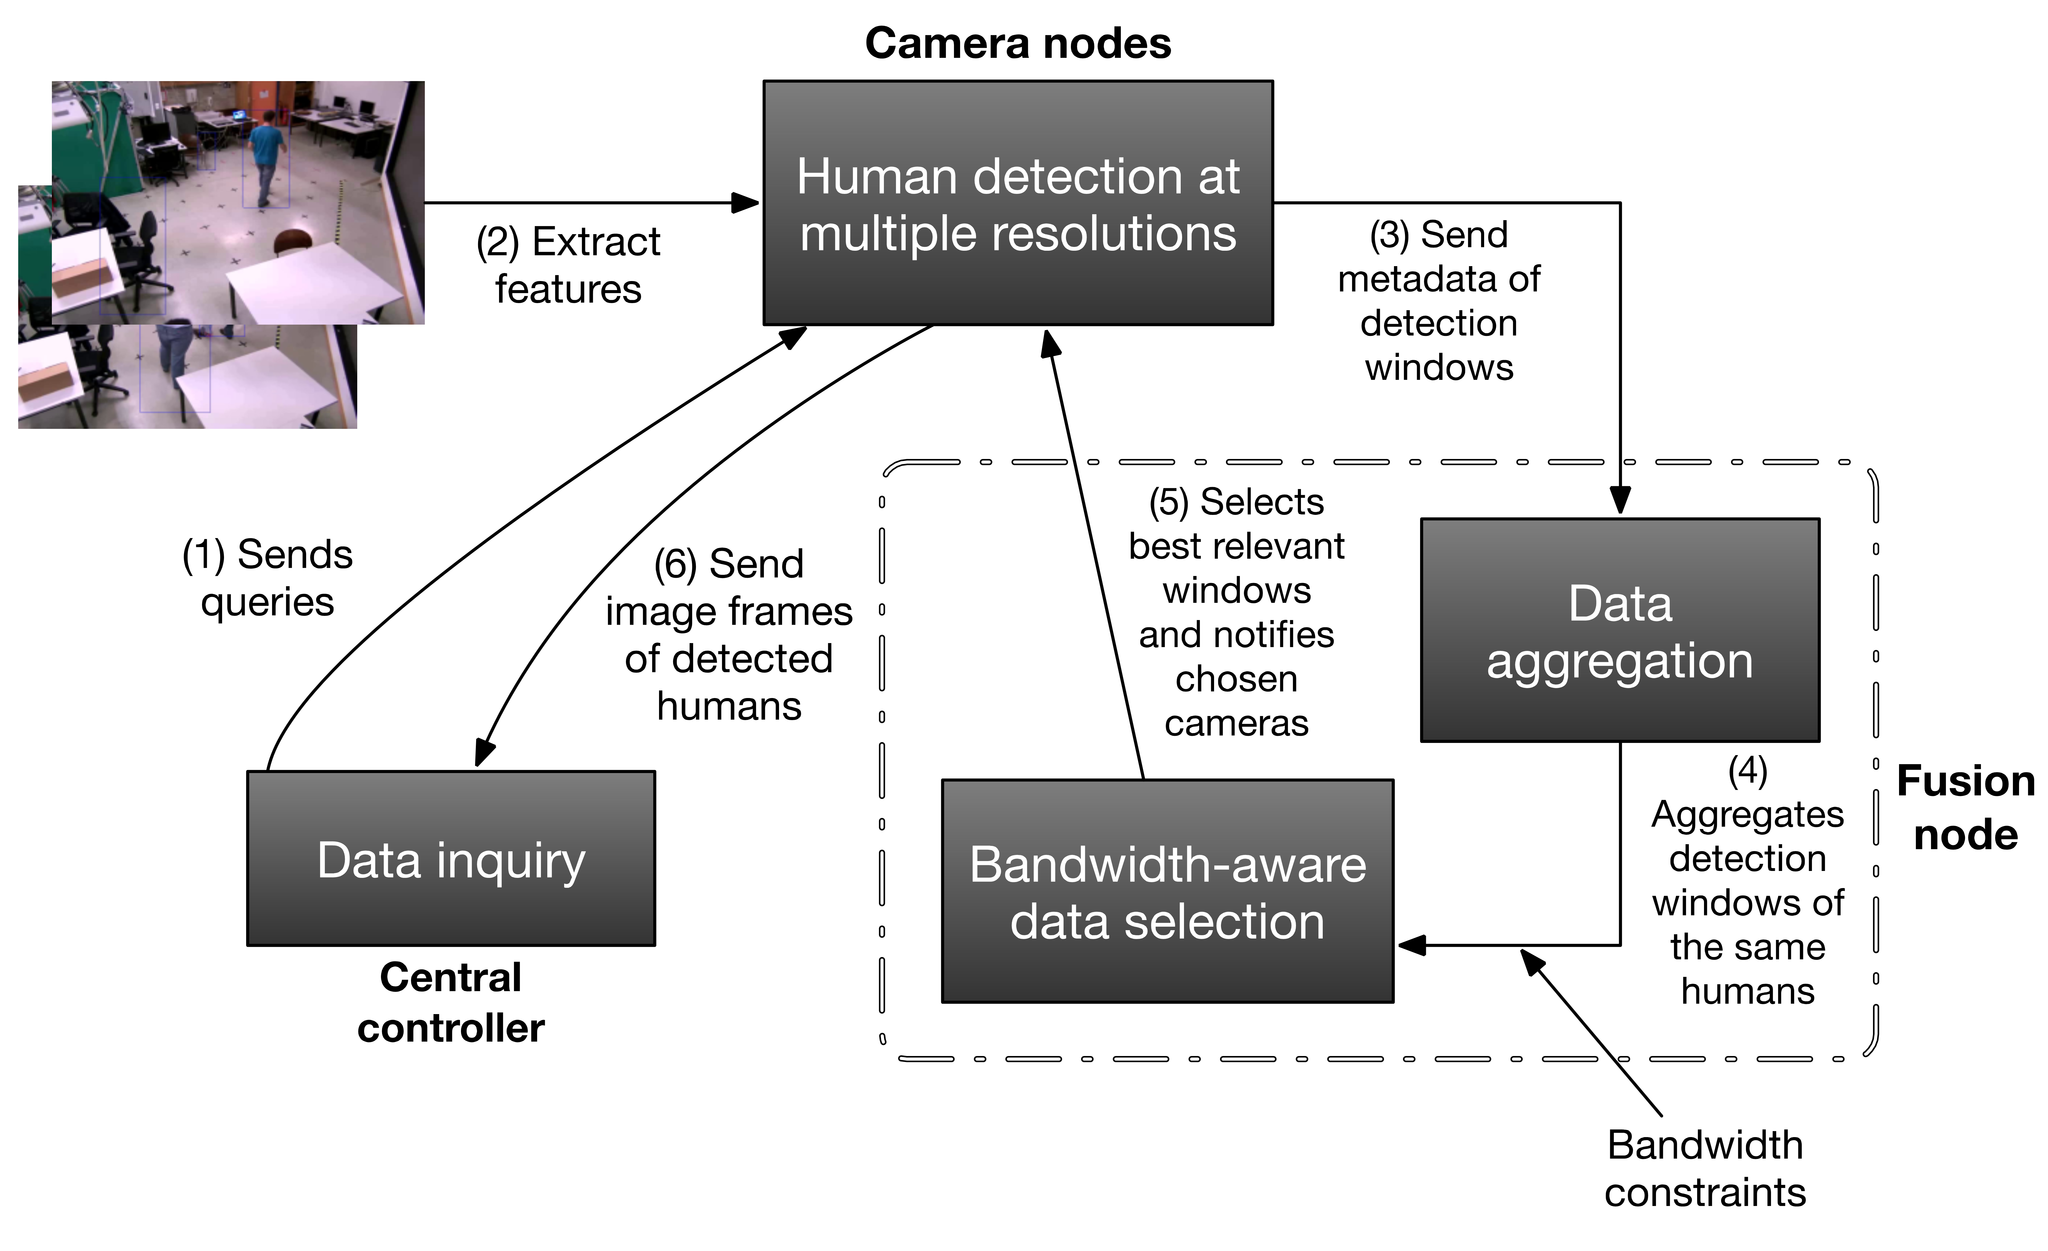 Camera nodes
Human detection at
multiple resolutions
(2) Extract
features
(3) Send
metadata of
detection
windows
(1) Sends
queries
(6) Send
image frames
of detected
humans
(5) Selects
best relevant
windows
and notifies
chosen
cameras
Data
aggregation
(4)
Aggregates
detection
windows of
the same
humans
Fusion
node
Data inquiry
Central
controller
Bandwidth-aware
data selection
Bandwidth
constraints